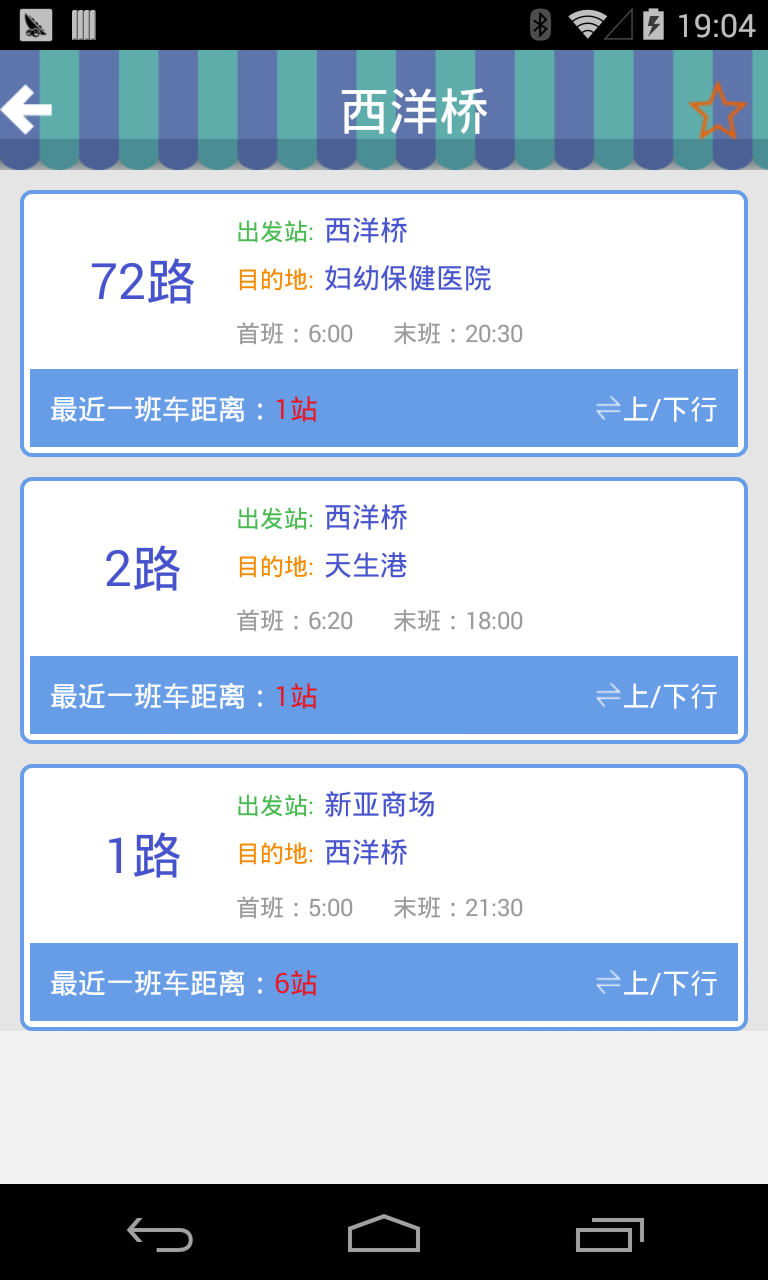 19:04
西洋桥
72路
出发站: 西洋桥
目的地: 妇幼保健医院
首班：6:00 末班：20:30
最近一班车距离：1站 ⇌上/下行
2路
出发站: 西洋桥
目的地: 天生港
首班：6:20 末班：18:00
最近一班车距离：1站 ⇌上/下行
1路
出发站: 新亚商场
目的地: 西洋桥
首班：5:00 末班：21:30
最近一班车距离：6站 ⇌上/下行